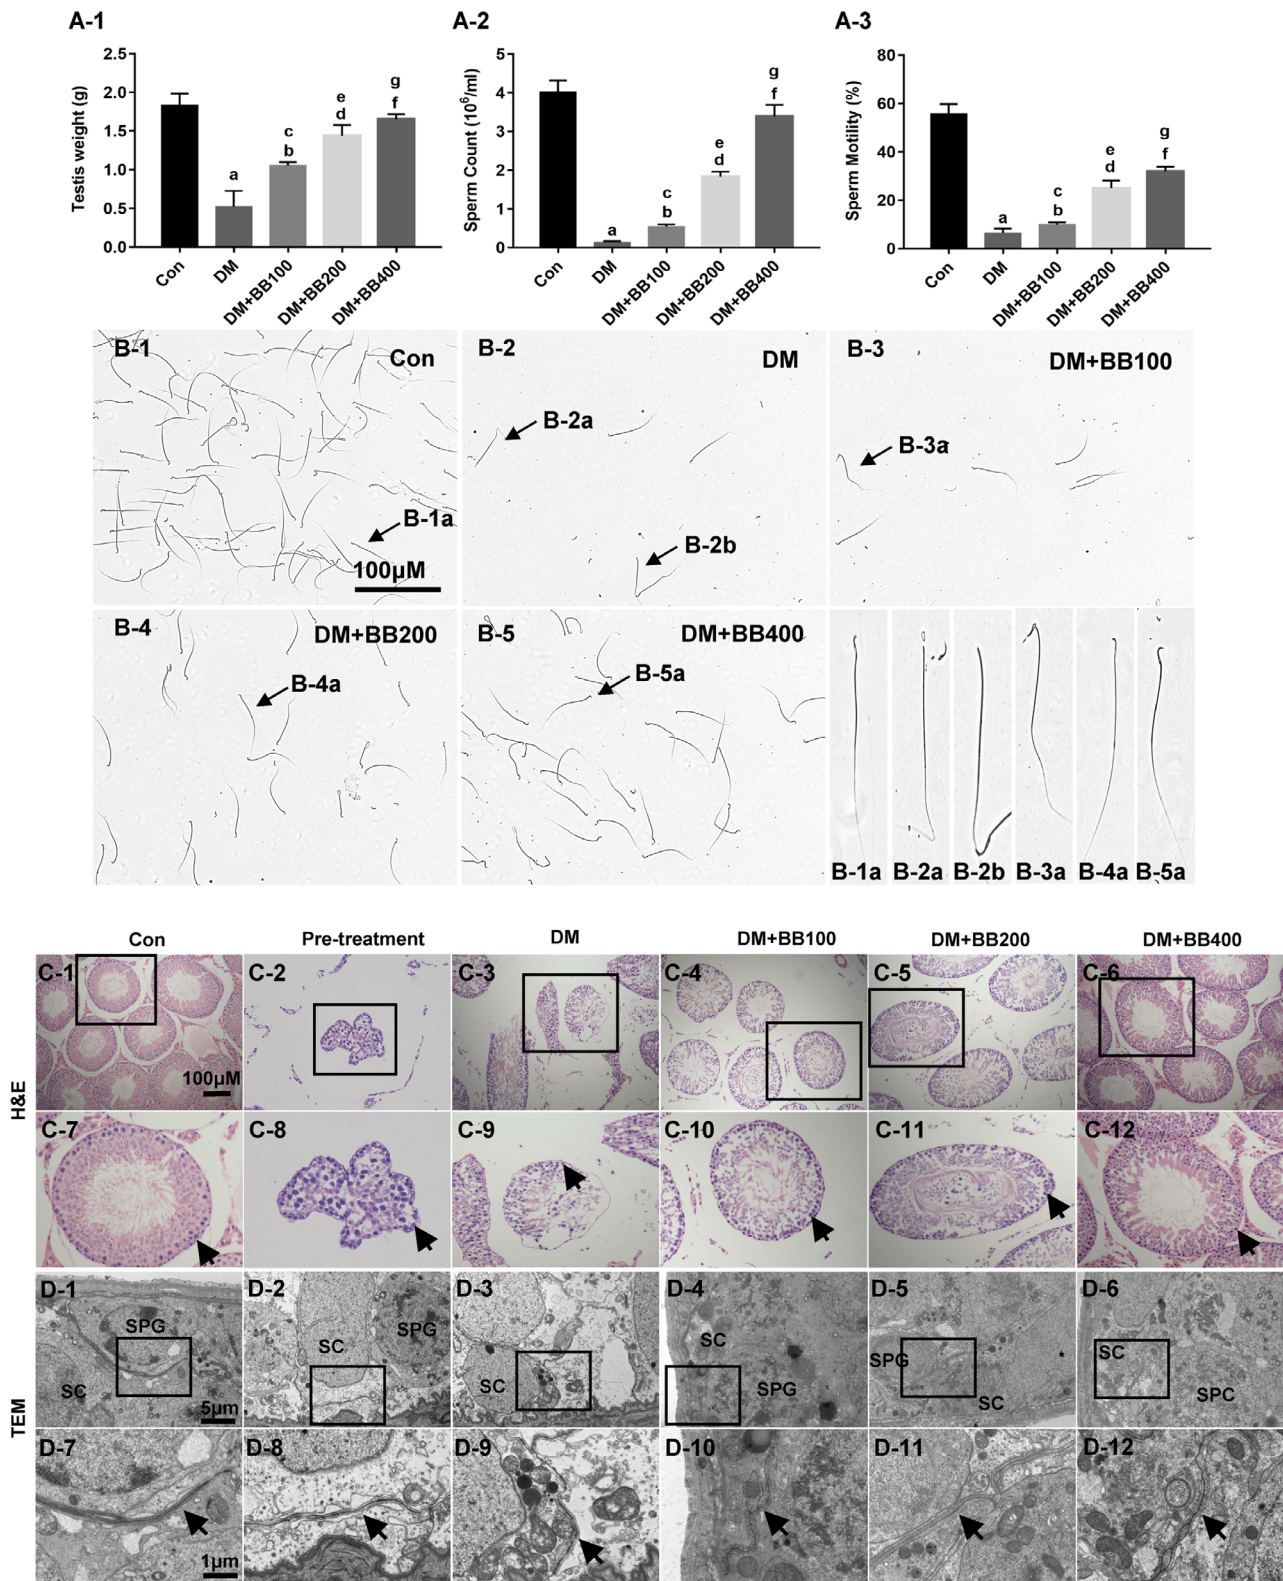 A-1
A-2
A-3
Testis weight (g)
2.5
2.0
1.5
1.0
0.5
0.0
a
c
b
e
d
g
f
Con
DM
DM+BB100
DM+BB200
DM+BB400
Sperm Count (10⁶/ml)
5
4
3
2
1
0
a
c
b
e
d
g
f
Con
DM
DM+BB100
DM+BB200
DM+BB400
Sperm Motility (%)
80
60
40
20
0
a
c
b
e
d
g
f
Con
DM
DM+BB100
DM+BB200
DM+BB400
B-1
Con
B-1a
100μM
B-2
DM
B-2a
B-2b
B-3
DM+BB100
B-3a
B-4
DM+BB200
B-4a
B-5
DM+BB400
B-5a
B-1a
B-2a
B-2b
B-3a
B-4a
B-5a
Con
Pre-treatment
DM
DM+BB100
DM+BB200
DM+BB400
H&E
C-1
100μM
C-2
C-3
C-4
C-5
C-6
C-7
C-8
C-9
C-10
C-11
C-12
TEM
D-1
SPG
SC
5μm
D-2
SC
SPG
D-3
SC
D-4
SC
SPG
D-5
SPG
SC
D-6
SC
SPC
D-7
1μm
D-8
D-9
D-10
D-11
D-12